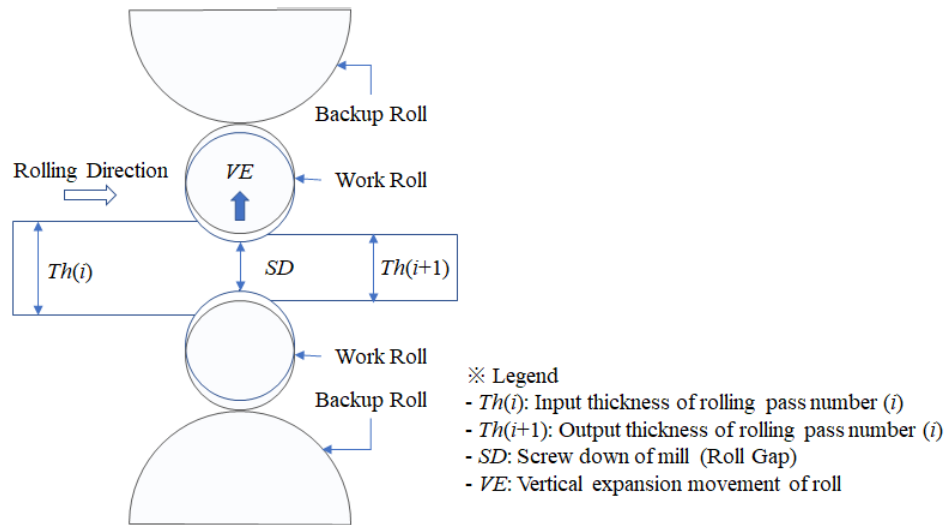 Backup Roll
Rolling Direction
VE
Work Roll
Th(i)
SD
Th(i+1)
Work Roll
Backup Roll
※ Legend
- Th(i): Input thickness of rolling pass number (i)
- Th(i+1): Output thickness of rolling pass number (i)
- SD: Screw down of mill (Roll Gap)
- VE: Vertical expansion movement of roll